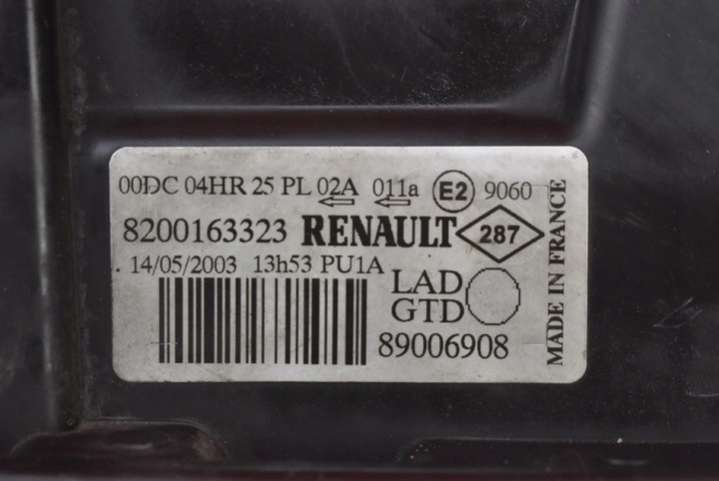 00DC 04HR 25 PL 02A 011a E2 9060
8200163323 RENAULT 287
14/05/2003 13h53 PU1A
LAD
GTD
89006908
MADE IN FRANCE